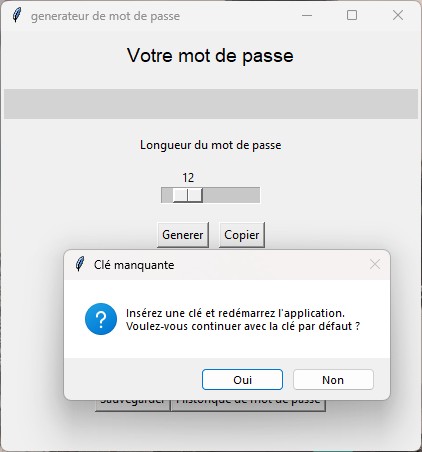 generateur de mot de passe
Votre mot de passe
Longueur du mot de passe
12
Generer
Copier
Clé manquante
Insérez une clé et redémarrez l'application.
Voulez-vous continuer avec la clé par défaut ?
Oui
Non
Sauvegarder
Historique de mot de passe